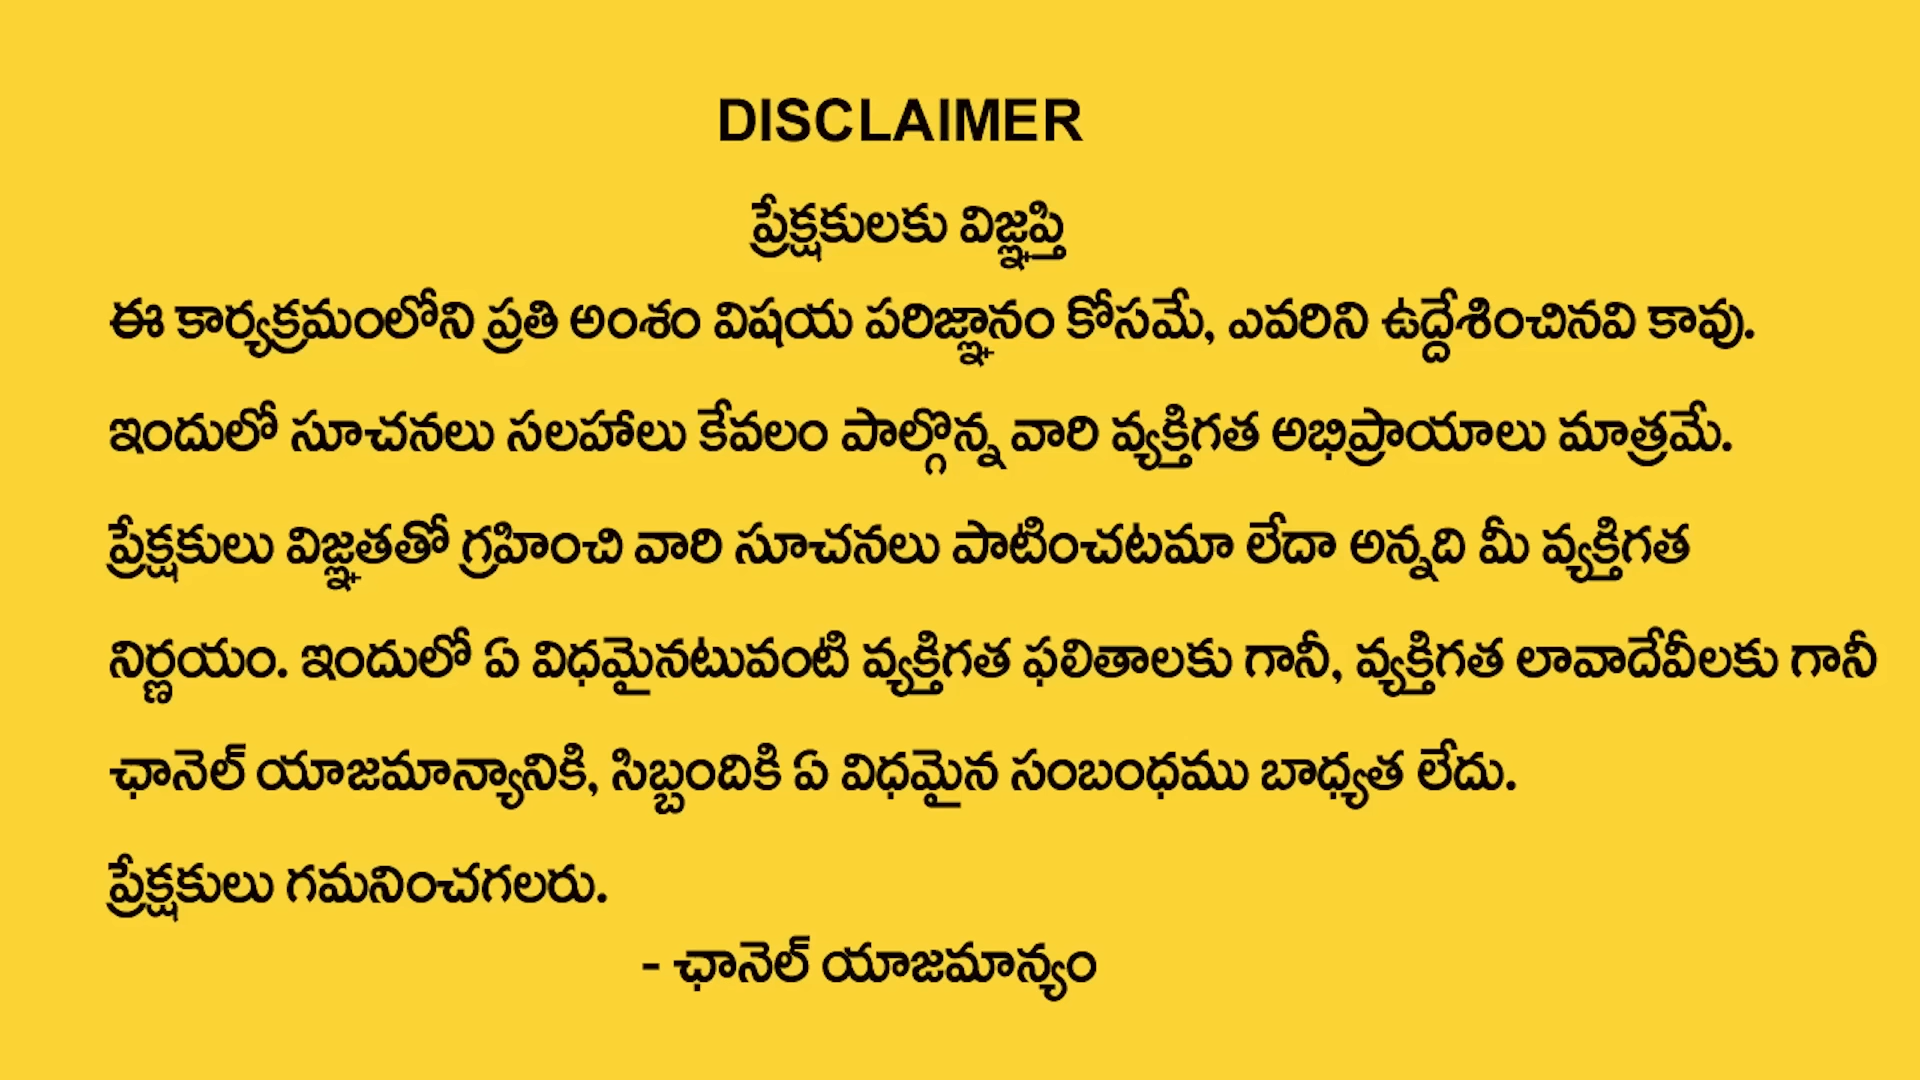 DISCLAIMER
ప్రేక్షకులకు విజ్ఞప్తి
ఈ కార్యక్రమంలోని ప్రతి అంశం విషయ పరిజ్ఞానం కోసమే, ఎవరిని ఉద్దేశించినవి కావు.
ఇందులో సూచనలు సలహాలు కేవలం పాల్గొన్న వారి వ్యక్తిగత అభిప్రాయాలు మాత్రమే.
ప్రేక్షకులు విజ్ఞతతో గ్రహించి వారి సూచనలు పాటించటమా లేదా అన్నది మీ వ్యక్తిగత
నిర్ణయం. ఇందులో ఏ విధమైనటువంటి వ్యక్తిగత ఫలితాలకు గానీ, వ్యక్తిగత లావాదేవీలకు గానీ
ఛానెల్ యాజమాన్యానికి, సిబ్బందికి ఏ విధమైన సంబంధము బాధ్యత లేదు.
ప్రేక్షకులు గమనించగలరు.
- ఛానెల్ యాజమాన్యం